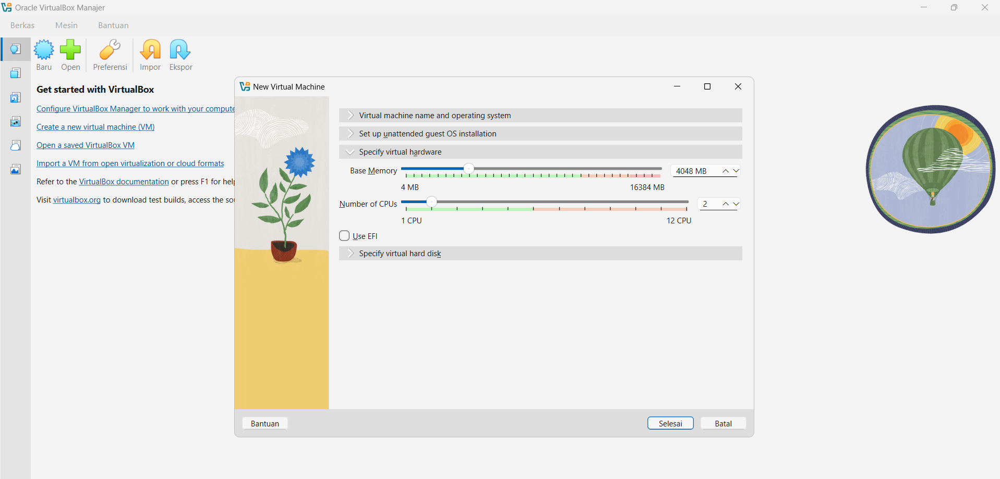 Oracle VirtualBox Manajer
Berkas Mesin Bantuan
Baru Open Preferensi Impor Ekspor
Get started with VirtualBox
Configure VirtualBox Manager to work with your compute
Create a new virtual machine (VM)
Open a saved VirtualBox VM
Import a VM from open virtualization or cloud formats
Refer to the VirtualBox documentation or press F1 for help
Visit virtualbox.org to download test builds, access the so
New Virtual Machine
Virtual machine name and operating system
Set up unattended guest OS installation
Specify virtual hardware
Base Memory 4048 MB
4 MB 16384 MB
Number of CPUs 2
1 CPU 12 CPU
Use EFI
Specify virtual hard disk
Bantuan Selesai Batal